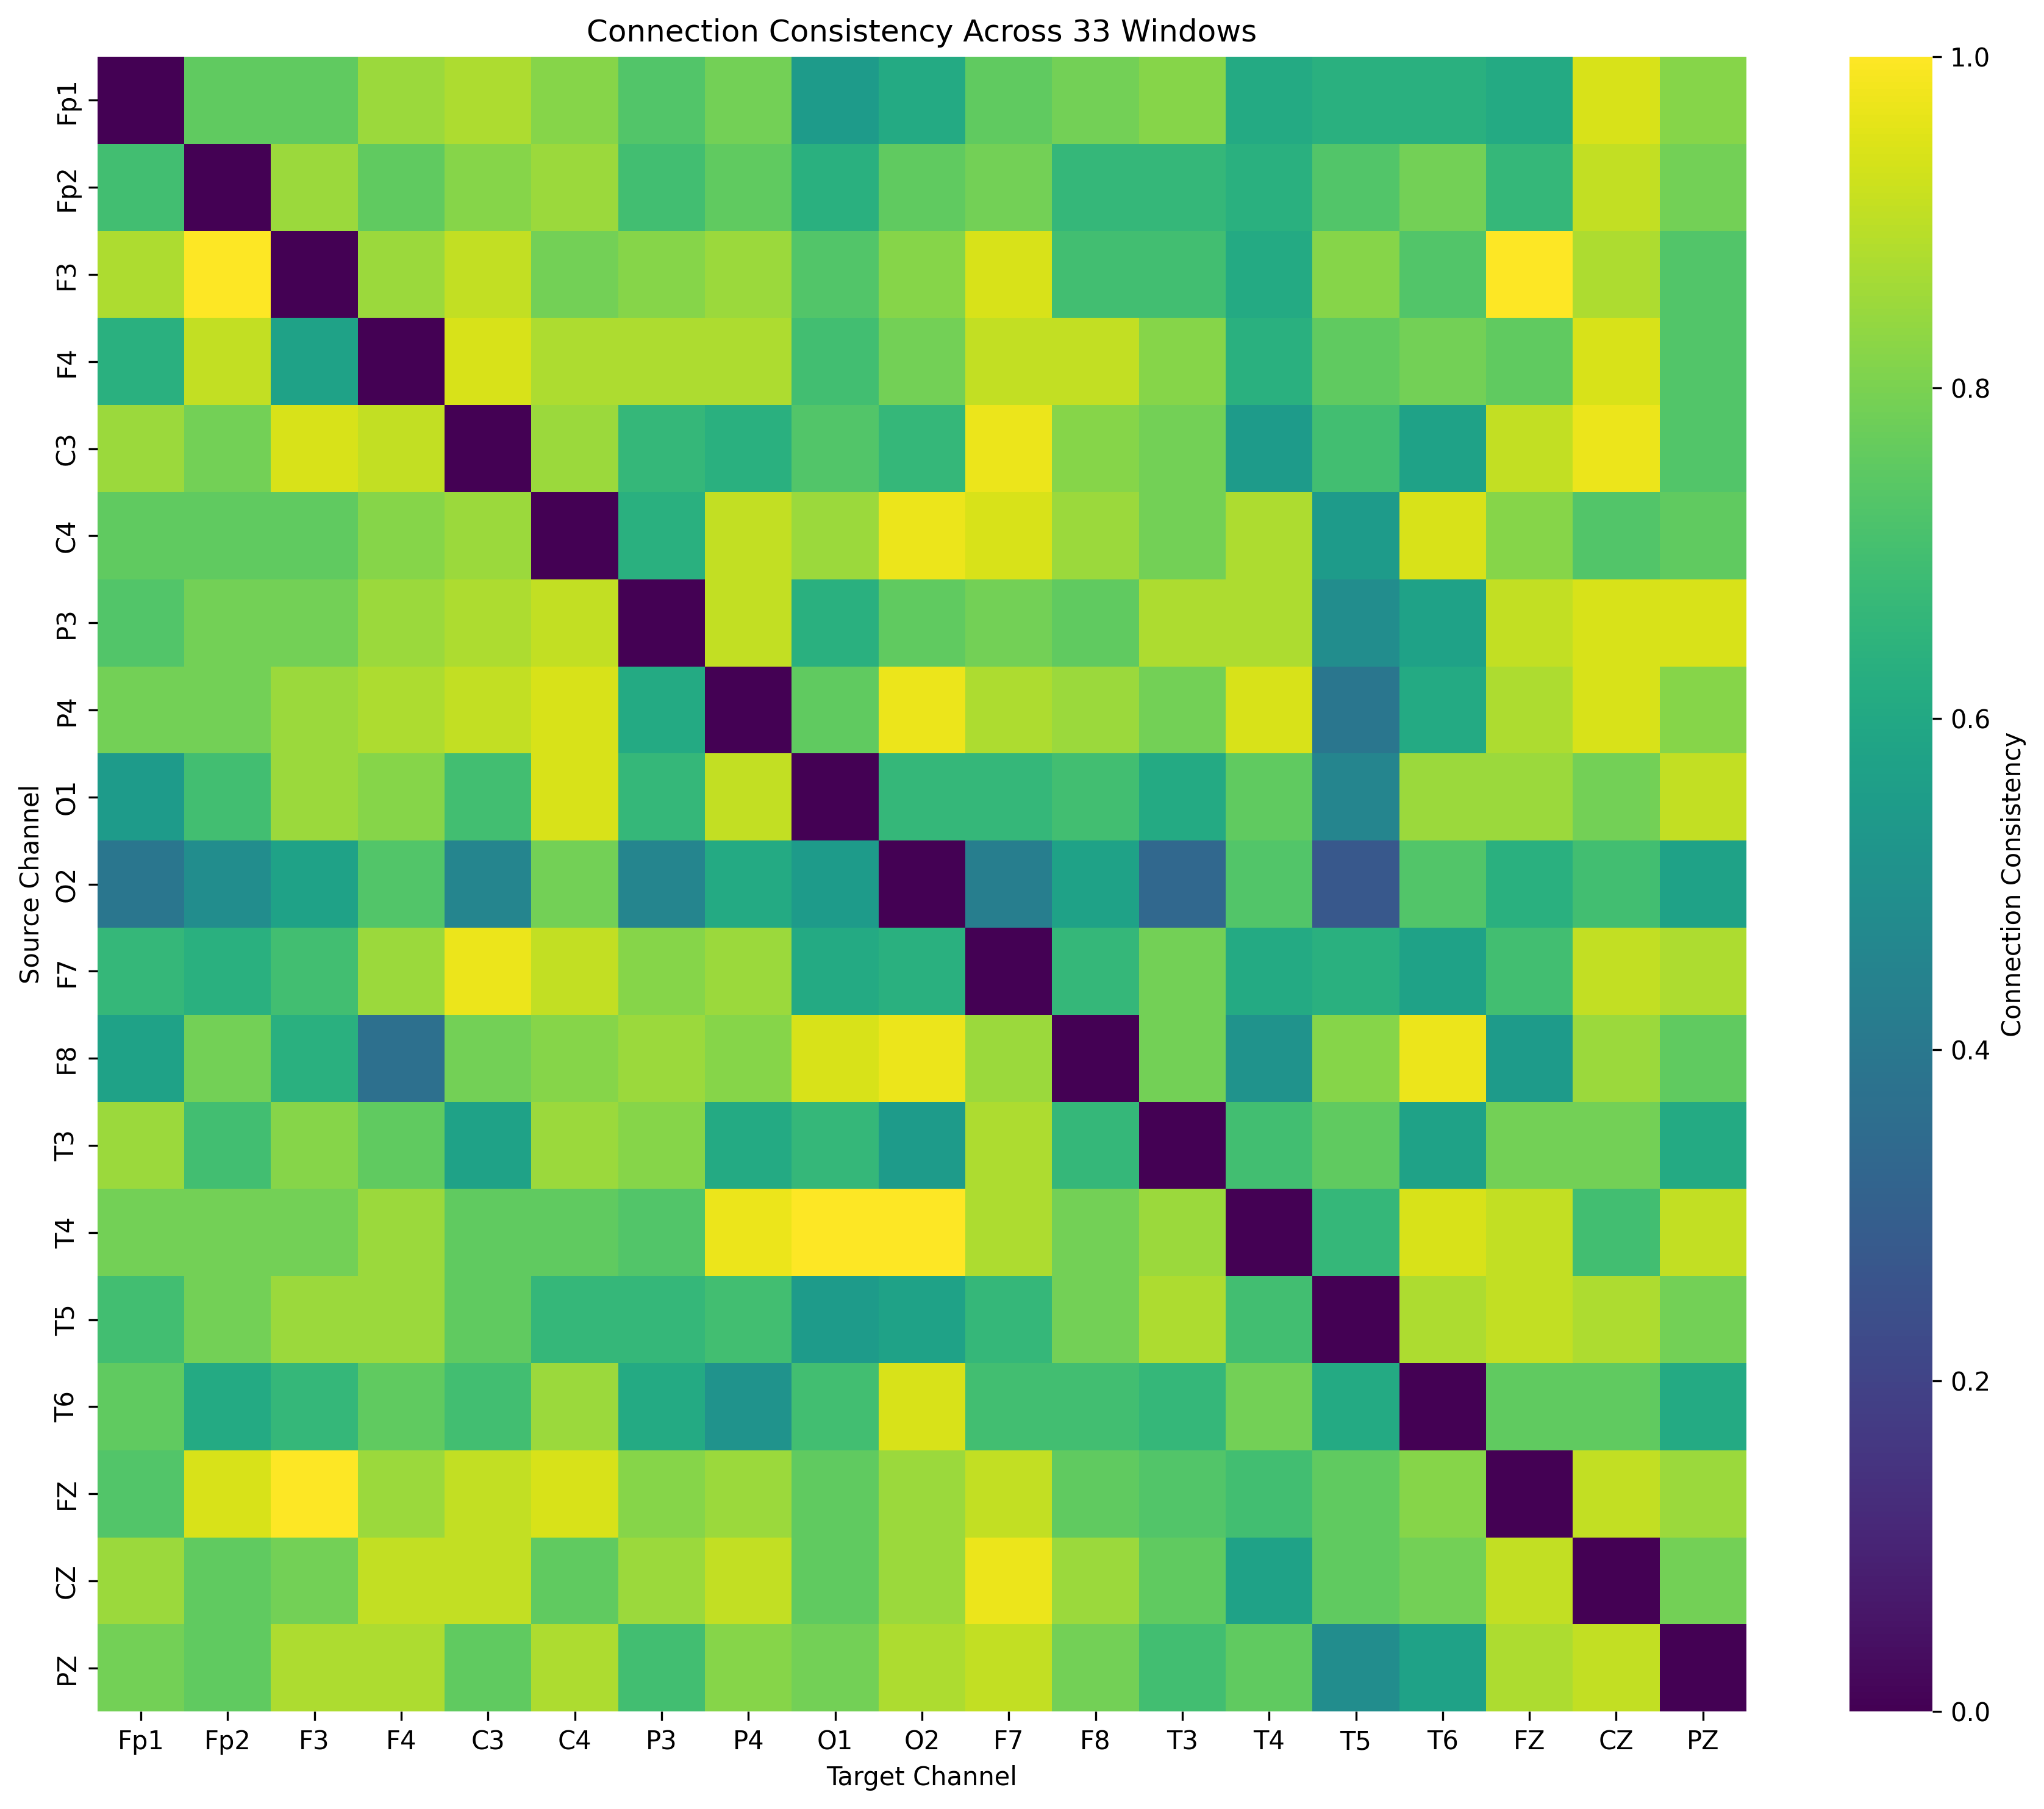 Connection Consistency Across 33 Windows
Source Channel
Fp1
Fp2
F3
F4
C3
C4
P3
P4
O1
O2
F7
F8
T3
T4
T5
T6
FZ
CZ
PZ
Fp1 Fp2 F3 F4 C3 C4 P3 P4 O1 O2 F7 F8 T3 T4 T5 T6 FZ CZ PZ
Target Channel
1.0
0.8
0.6
0.4
0.2
0.0
Connection Consistency